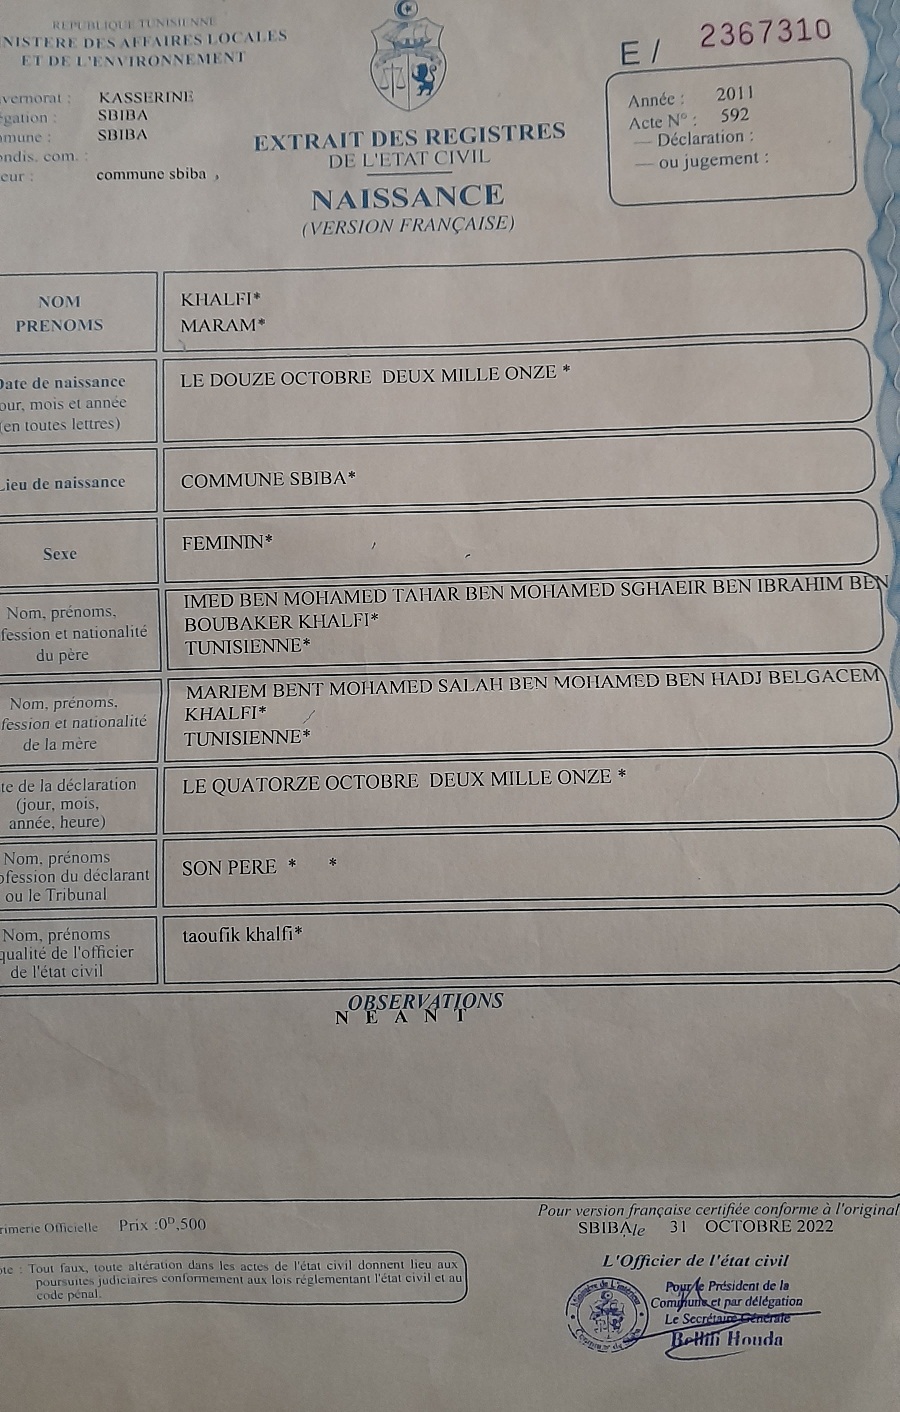 REPUBLIQUE TUNISIENNE
NISTERE DES AFFAIRES LOCALES
ET DE L'ENVIRONNEMENT
vernorat : KASSERINE
égation : SBIBA
mune : SBIBA
ondis. com. :
eur : commune sbiba ,
EXTRAIT DES REGISTRES
DE L'ETAT CIVIL
NAISSANCE
(VERSION FRANÇAISE)
E / 2367310
Année : 2011
Acte N° : 592
— Déclaration :
— ou jugement :
NOM
PRENOMS
KHALFI*
MARAM*
Date de naissance
our, mois et année
(en toutes lettres)
LE DOUZE OCTOBRE DEUX MILLE ONZE *
Lieu de naissance
COMMUNE SBIBA*
Sexe
FEMININ*
Nom, prénoms,
fession et nationalité
du père
IMED BEN MOHAMED TAHAR BEN MOHAMED SGHAEIR BEN IBRAHIM BEN
BOUBAKER KHALFI*
TUNISIENNE*
Nom, prénoms,
fession et nationalité
de la mère
MARIEM BENT MOHAMED SALAH BEN MOHAMED BEN HADJ BELGACEM
KHALFI*
TUNISIENNE*
te de la déclaration
(jour, mois,
année, heure)
LE QUATORZE OCTOBRE DEUX MILLE ONZE *
Nom, prénoms
ofession du déclarant
ou le Tribunal
SON PERE * *
Nom, prénoms
qualité de l'officier
de l'état civil
taoufik khalfi*
OBSERVATIONS
N E A N T
rimerie Officielle Prix :0ᴰ,500
ote : Tout faux, toute altération dans les actes de l'état civil donnent lieu aux
poursuites judiciaires conformement aux lois réglementant l'état civil et au
code pénal.
Pour version française certifiée conforme à l'original
SBIBA le 31 OCTOBRE 2022
L'Officier de l'état civil
Pour le Président de la
Commune et par délégation
Le Secrétaire Générale
Bellili Houda